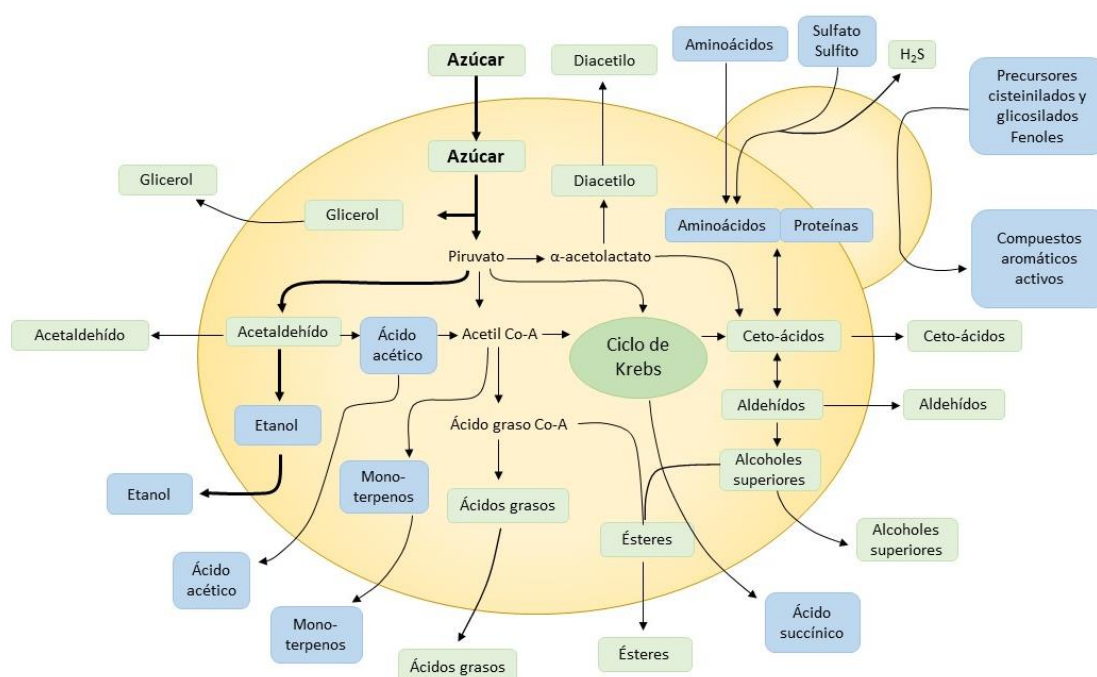 Azúcar
Diacetilo
Aminoácidos
Sulfato
Sulfito
H₂S
Precursores
cisteinilados y
glicosilados
Fenoles
Azúcar
Glicerol
Glicerol
Diacetilo
Aminoácidos
Proteínas
Compuestos
aromáticos
activos
Piruvato
α-acetolactato
Acetaldehído
Acetaldehído
Ácido
acético
Acetil Co-A
Ciclo de
Krebs
Ceto-ácidos
Ceto-ácidos
Aldehídos
Aldehídos
Etanol
Ácido graso Co-A
Alcoholes
superiores
Etanol
Mono-
terpenos
Ácidos grasos
Ésteres
Alcoholes
superiores
Ácido
acético
Mono-
terpenos
Ácidos grasos
Ésteres
Ácido
succínico